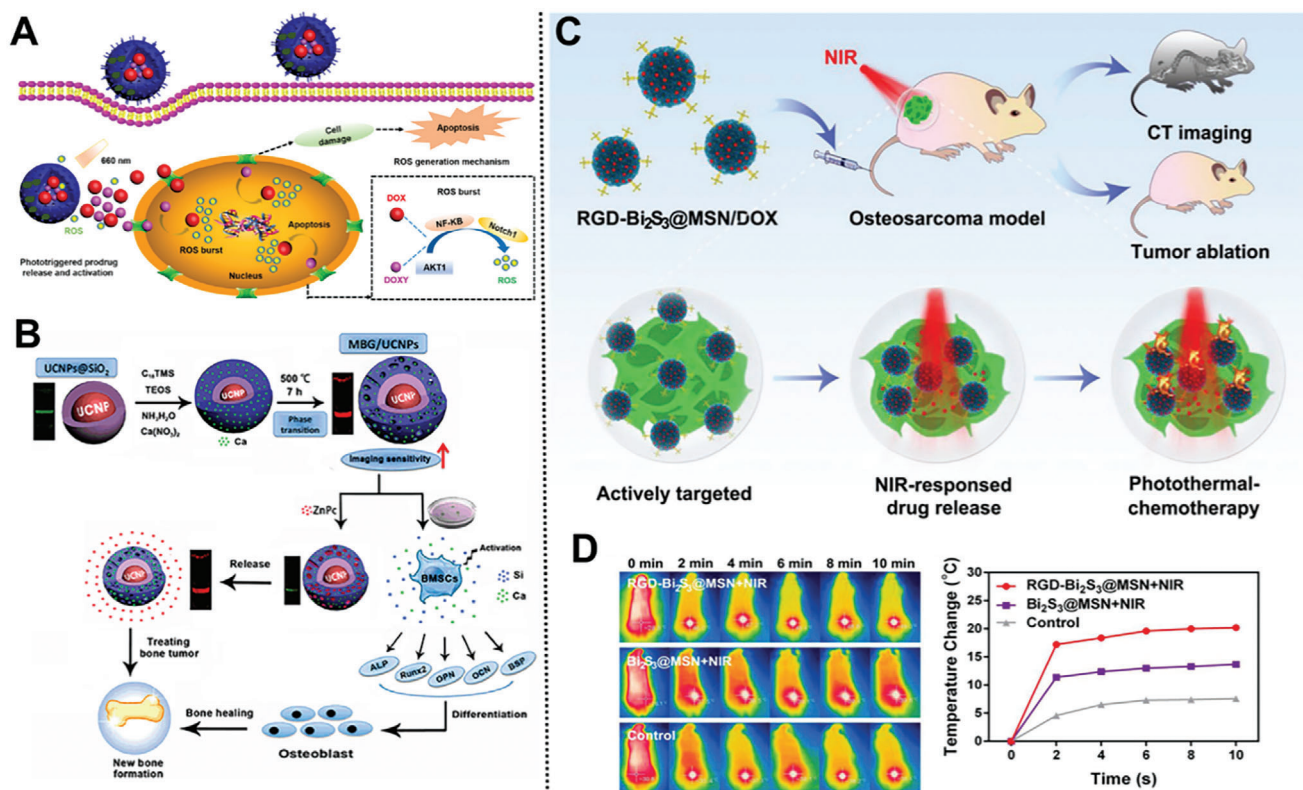 A
660 nm
ROS
Phototriggered prodrug
release and activation
Cell
damage
Apoptosis
ROS generation mechanism
Apoptosis
ROS burst
Nucleus
ROS burst
DOX
NF-KB
Notch1
DOXY
AKT1
ROS
B
UCNPs@SiO2
UCNP
C18TMS
TEOS
NH3H2O
Ca(NO3)2
UCNP
Ca
500 ℃
7 h
Phase
transition
MBG/UCNPs
UCNP
Imaging sensitivity
ZnPc
Activation
BMSCs
Si
Ca
UCNP
Release
UCNP
Treating
bone tumor
ALP
Runx2
OPN
OCN
BSP
Differentiation
Osteoblast
Bone healing
New bone
formation
C
NIR
RGD-Bi2S3@MSN/DOX
Osteosarcoma model
CT imaging
Tumor ablation
Actively targeted
NIR-responsed
drug release
Photothermal-
chemotherapy
D
0 min 2 min 4 min 6 min 8 min 10 min
RGD-Bi2S3@MSN+NIR
Bi2S3@MSN+NIR
Control
Temperature Change (°C)
30
25
20
15
10
5
0
RGD-Bi2S3@MSN+NIR
Bi2S3@MSN+NIR
Control
0 2 4 6 8 10
Time (s)